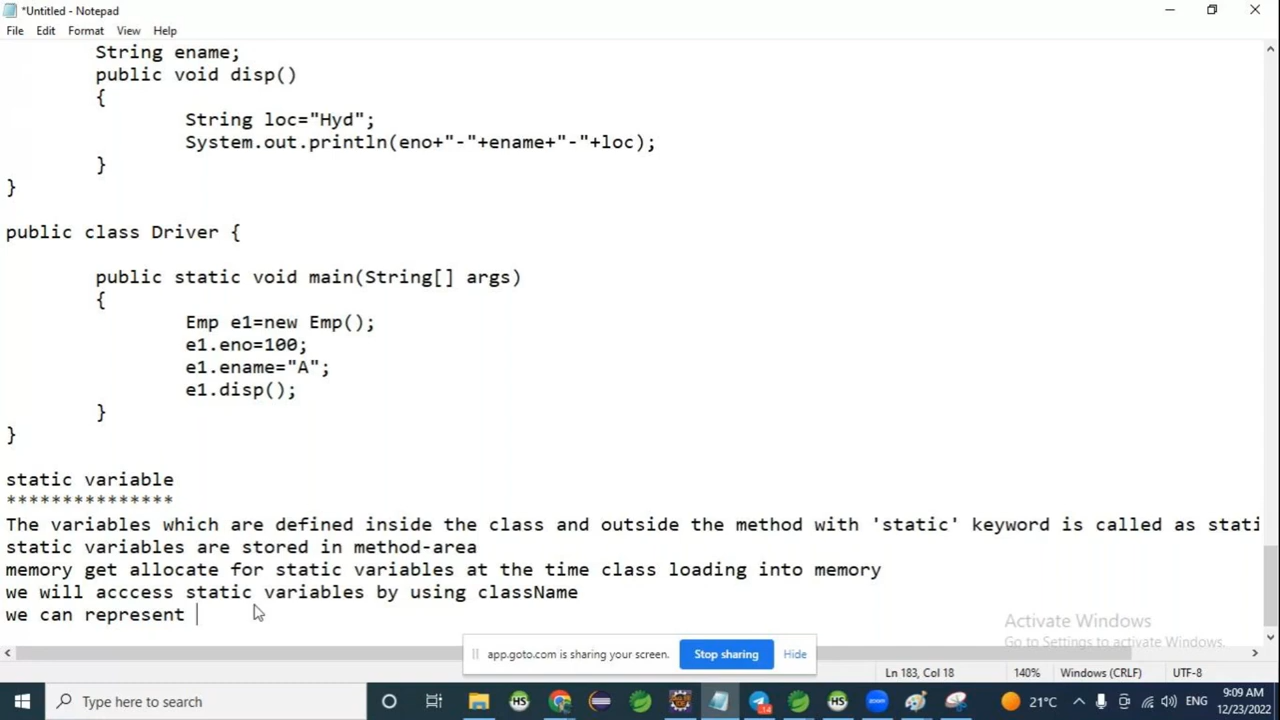 *Untitled - Notepad
File Edit Format View Help
String ename;
public void disp()
{
String loc="Hyd";
System.out.println(eno+"-"+ename+"-"+loc);
}
}
public class Driver {
public static void main(String[] args)
{
Emp e1=new Emp();
e1.eno=100;
e1.ename="A";
e1.disp();
}
}
static variable
***************
The variables which are defined inside the class and outside the method with 'static' keyword is called as stati
static variables are stored in method-area
memory get allocate for static variables at the time class loading into memory
we will acccess static variables by using className
we can represent
Activate Windows
Go to Settings to activate Windows.
app.goto.com is sharing your screen. Stop sharing Hide
Ln 183, Col 18 140% Windows (CRLF) UTF-8
Type here to search
HS
14
HS
zoom
21°C
ENG
9:09 AM
12/23/2022